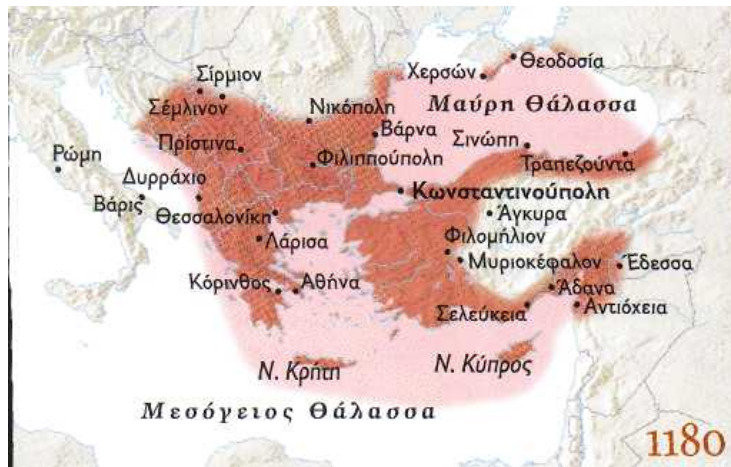 Χερσών
Θεοδοσία
Σίρμιον
Σέμλινον
Νικόπολη
Μαύρη Θάλασσα
Βάρνα
Πρίστινα
Σινώπη
Ρώμη
Φιλιππούπολη
Τραπεζούντα
Δυρράχιο
Κωνσταντινούπολη
Βάρις
Θεσσαλονίκη
Άγκυρα
Λάρισα
Φιλομήλιον
Μυριοκέφαλον
Έδεσσα
Κόρινθος
Αθήνα
Άδανα
Σελεύκεια
Αντιόχεια
Ν. Κρήτη
Ν. Κύπρος
Μεσόγειος Θάλασσα
1180